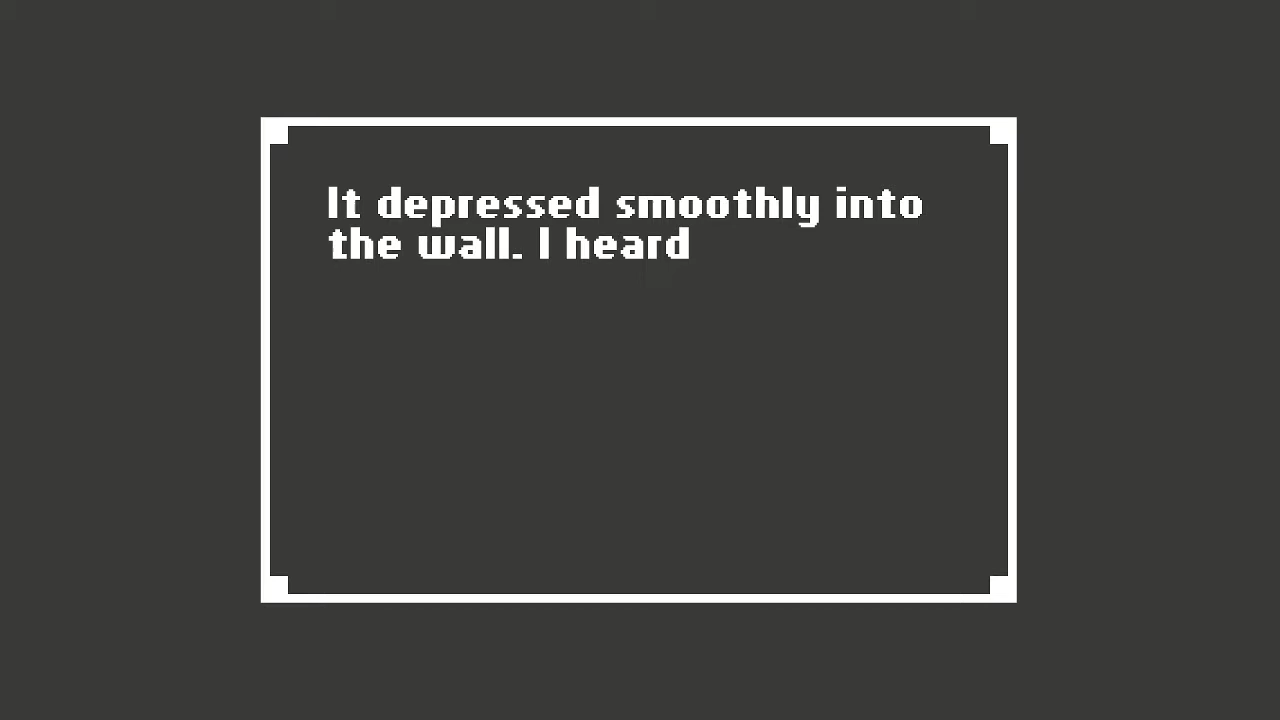 It depressed smoothly into
the wall. I heard